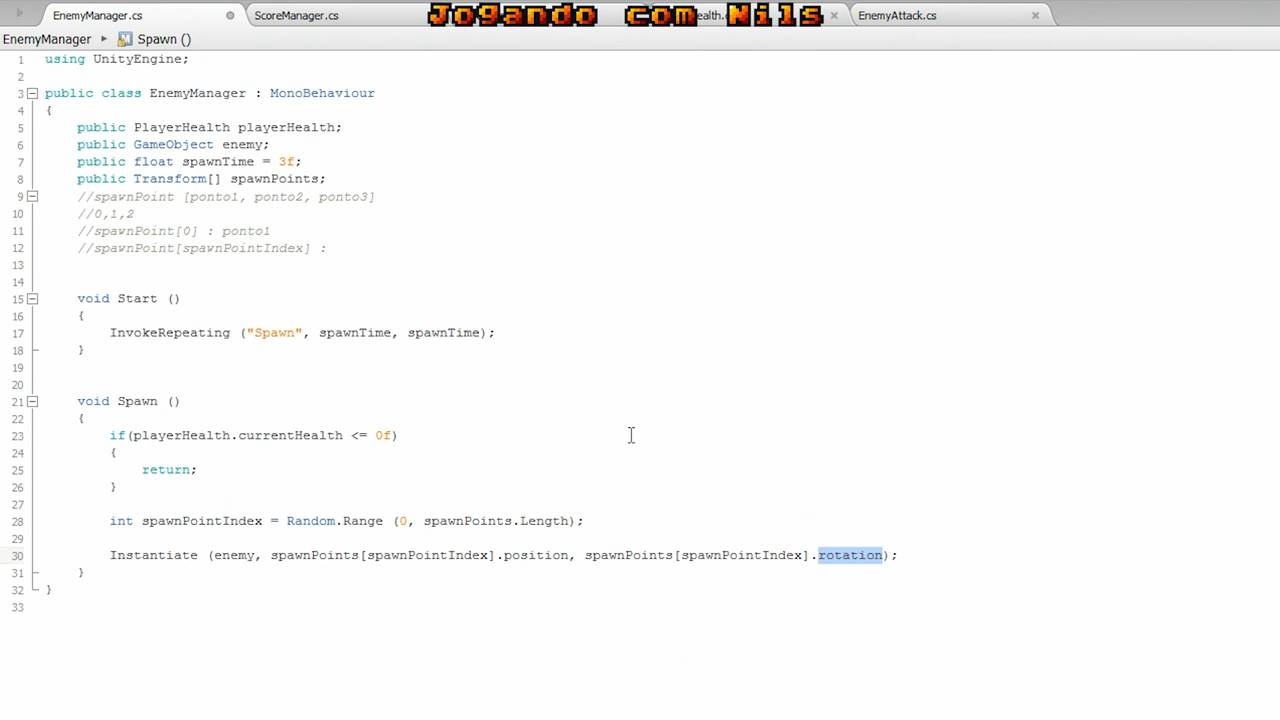 EnemyManager.cs
ScoreManager.cs
Jogando com Nils
EnemyAttack.cs
EnemyManager
Spawn ()
1 using UnityEngine;
2
3 public class EnemyManager : MonoBehaviour
4 {
5 public PlayerHealth playerHealth;
6 public GameObject enemy;
7 public float spawnTime = 3f;
8 public Transform[] spawnPoints;
9 //spawnPoint [ponto1, ponto2, ponto3]
10 //0,1,2
11 //spawnPoint[0] : ponto1
12 //spawnPoint[spawnPointIndex] :
13
14
15 void Start ()
16 {
17 InvokeRepeating ("Spawn", spawnTime, spawnTime);
18 }
19
20
21 void Spawn ()
22 {
23 if(playerHealth.currentHealth <= 0f)
24 {
25 return;
26 }
27
28 int spawnPointIndex = Random.Range (0, spawnPoints.Length);
29
30 Instantiate (enemy, spawnPoints[spawnPointIndex].position, spawnPoints[spawnPointIndex].rotation);
31 }
32 }
33